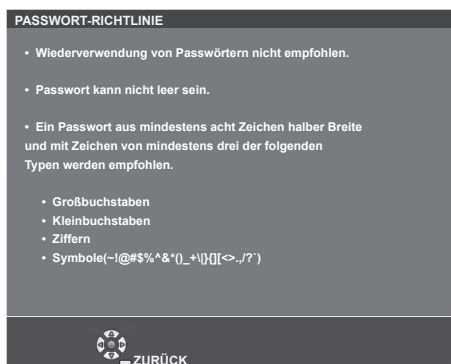 PASSWORT-RICHTLINIE
• Wiederverwendung von Passwörtern nicht empfohlen.
• Passwort kann nicht leer sein.
• Ein Passwort aus mindestens acht Zeichen halber Breite
und mit Zeichen von mindestens drei der folgenden
Typen werden empfohlen.
• Großbuchstaben
• Kleinbuchstaben
• Ziffern
• Symbole(~!@#$%^&*()_+\|}{][<>.,/?`)
ZURÜCK